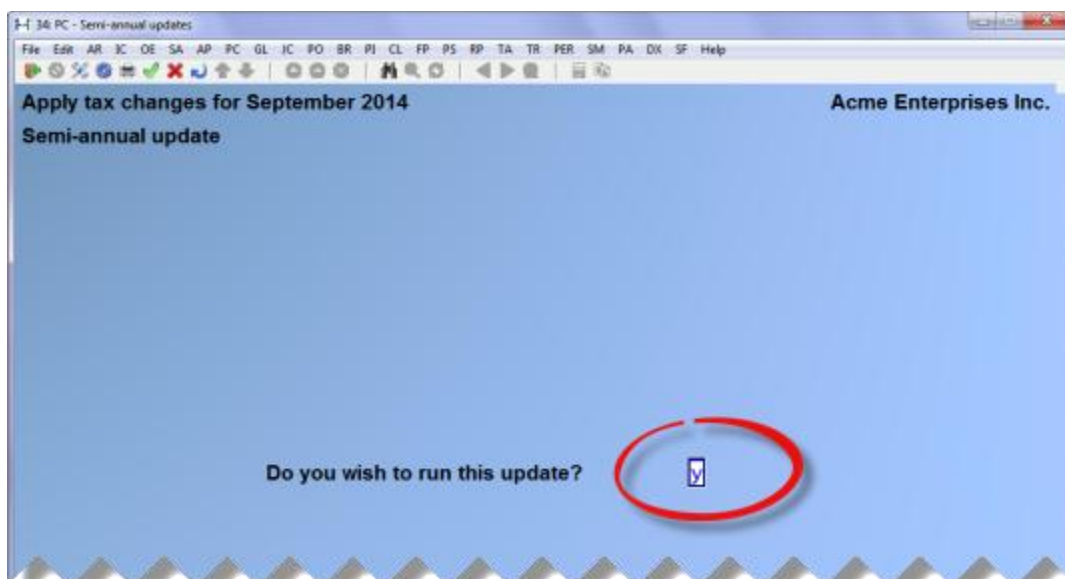 34: PC - Semi-annual updates
File Edit AR IC OE SA AP PC GL JC PO BR PI CL FP PS RP TA TR PER SM PA DX SF Help
Apply tax changes for September 2014
Acme Enterprises Inc.
Semi-annual update
Do you wish to run this update? y